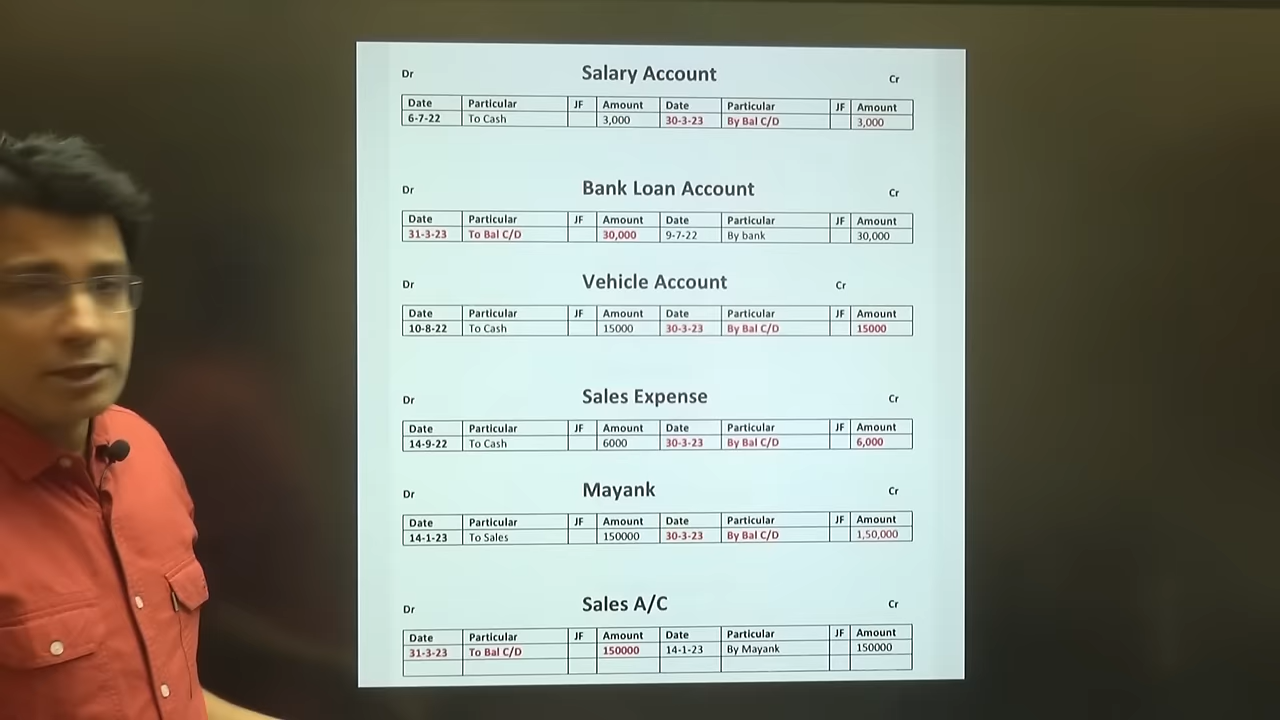 Dr Salary Account Cr
Date Particular JF Amount Date Particular JF Amount
6-7-22 To Cash 3,000 30-3-23 By Bal C/D 3,000
Dr Bank Loan Account Cr
Date Particular JF Amount Date Particular JF Amount
31-3-23 To Bal C/D 30,000 9-7-22 By bank 30,000
Dr Vehicle Account Cr
Date Particular JF Amount Date Particular JF Amount
10-8-22 To Cash 15000 30-3-23 By Bal C/D 15000
Dr Sales Expense Cr
Date Particular JF Amount Date Particular JF Amount
14-9-22 To Cash 6000 30-3-23 By Bal C/D 6,000
Dr Mayank Cr
Date Particular JF Amount Date Particular JF Amount
14-1-23 To Sales 150000 30-3-23 By Bal C/D 1,50,000
Dr Sales A/C Cr
Date Particular JF Amount Date Particular JF Amount
31-3-23 To Bal C/D 150000 14-1-23 By Mayank 150000